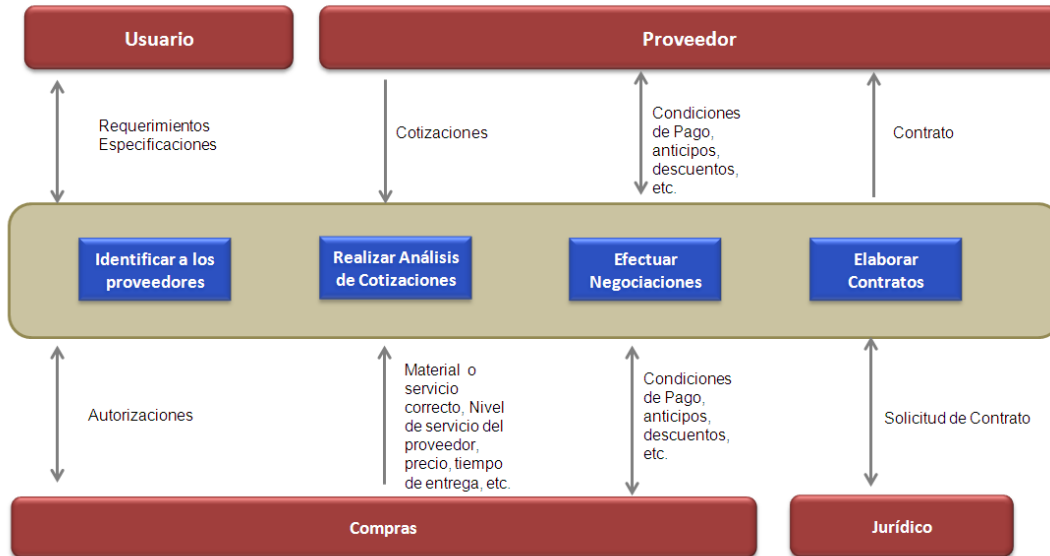 Usuario
Proveedor
Requerimientos
Especificaciones
Cotizaciones
Condiciones
de Pago,
anticipos,
descuentos,
etc.
Contrato
Identificar a los
proveedores
Realizar Análisis
de Cotizaciones
Efectuar
Negociaciones
Elaborar
Contratos
Autorizaciones
Material o
servicio
correcto, Nivel
de servicio del
proveedor,
precio, tiempo
de entrega, etc.
Condiciones
de Pago,
anticipos,
descuentos,
etc.
Solicitud de Contrato
Compras
Jurídico